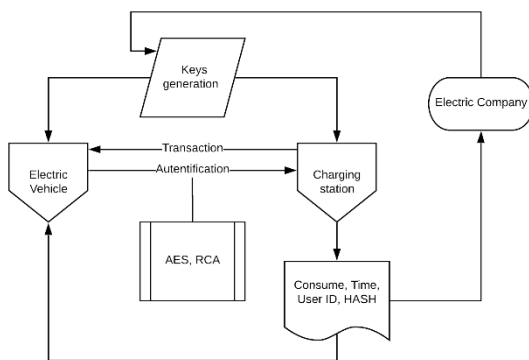 Keys
generation
Electric Company
Transaction
Electric
Vehicle
Autentification
Charging
station
AES, RCA
Consume, Time,
User ID, HASH